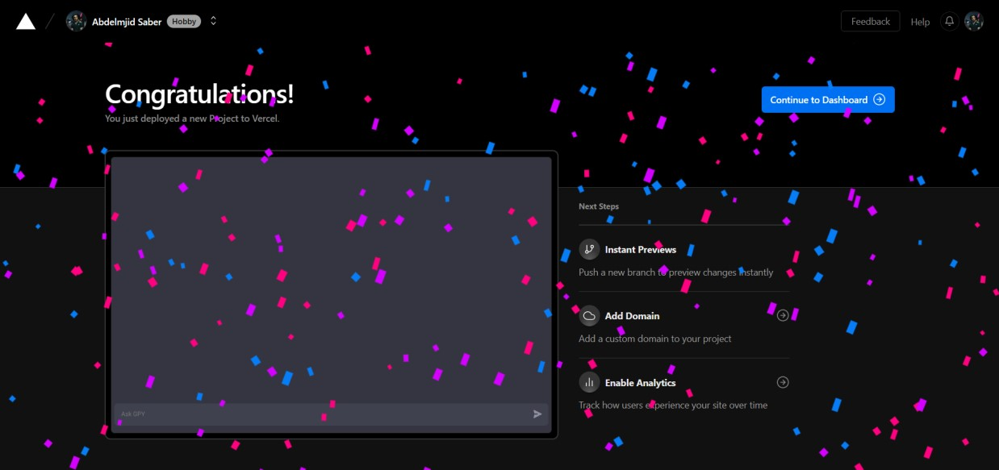 Abdelmjid Saber Hobby
Feedback Help
Congratulations!
You just deployed a new Project to Vercel.
Continue to Dashboard
Next Steps
Instant Previews
Push a new branch to preview changes instantly
Add Domain
Add a custom domain to your project
Enable Analytics
Track how users experience your site over time
Ask GPY